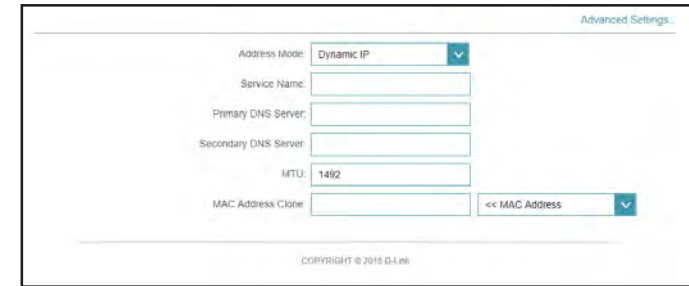 Advanced Settings...
Address Mode: Dynamic IP
Service Name:
Primary DNS Server:
Secondary DNS Server:
MTU: 1492
MAC Address Clone: << MAC Address
COPYRIGHT © 2016 D-Link